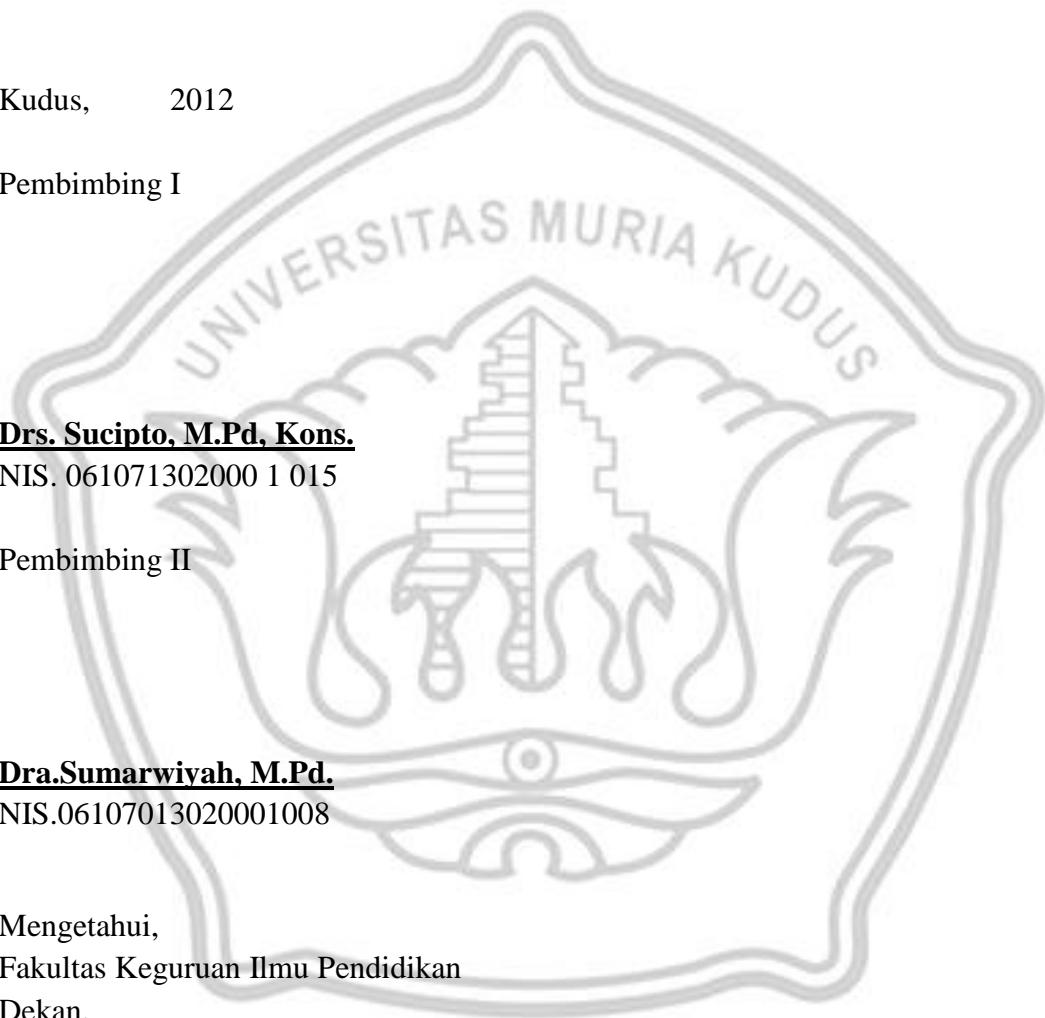 Kudus, 2012
Pembimbing I
UNIVERSITAS MURIA KUDUS
Drs. Sucipto, M.Pd, Kons.
NIS. 061071302000 1 015
Pembimbing II
Dra.Sumarwiyah, M.Pd.
NIS.06107013020001008
Mengetahui,
Fakultas Keguruan Ilmu Pendidikan
Dekan,